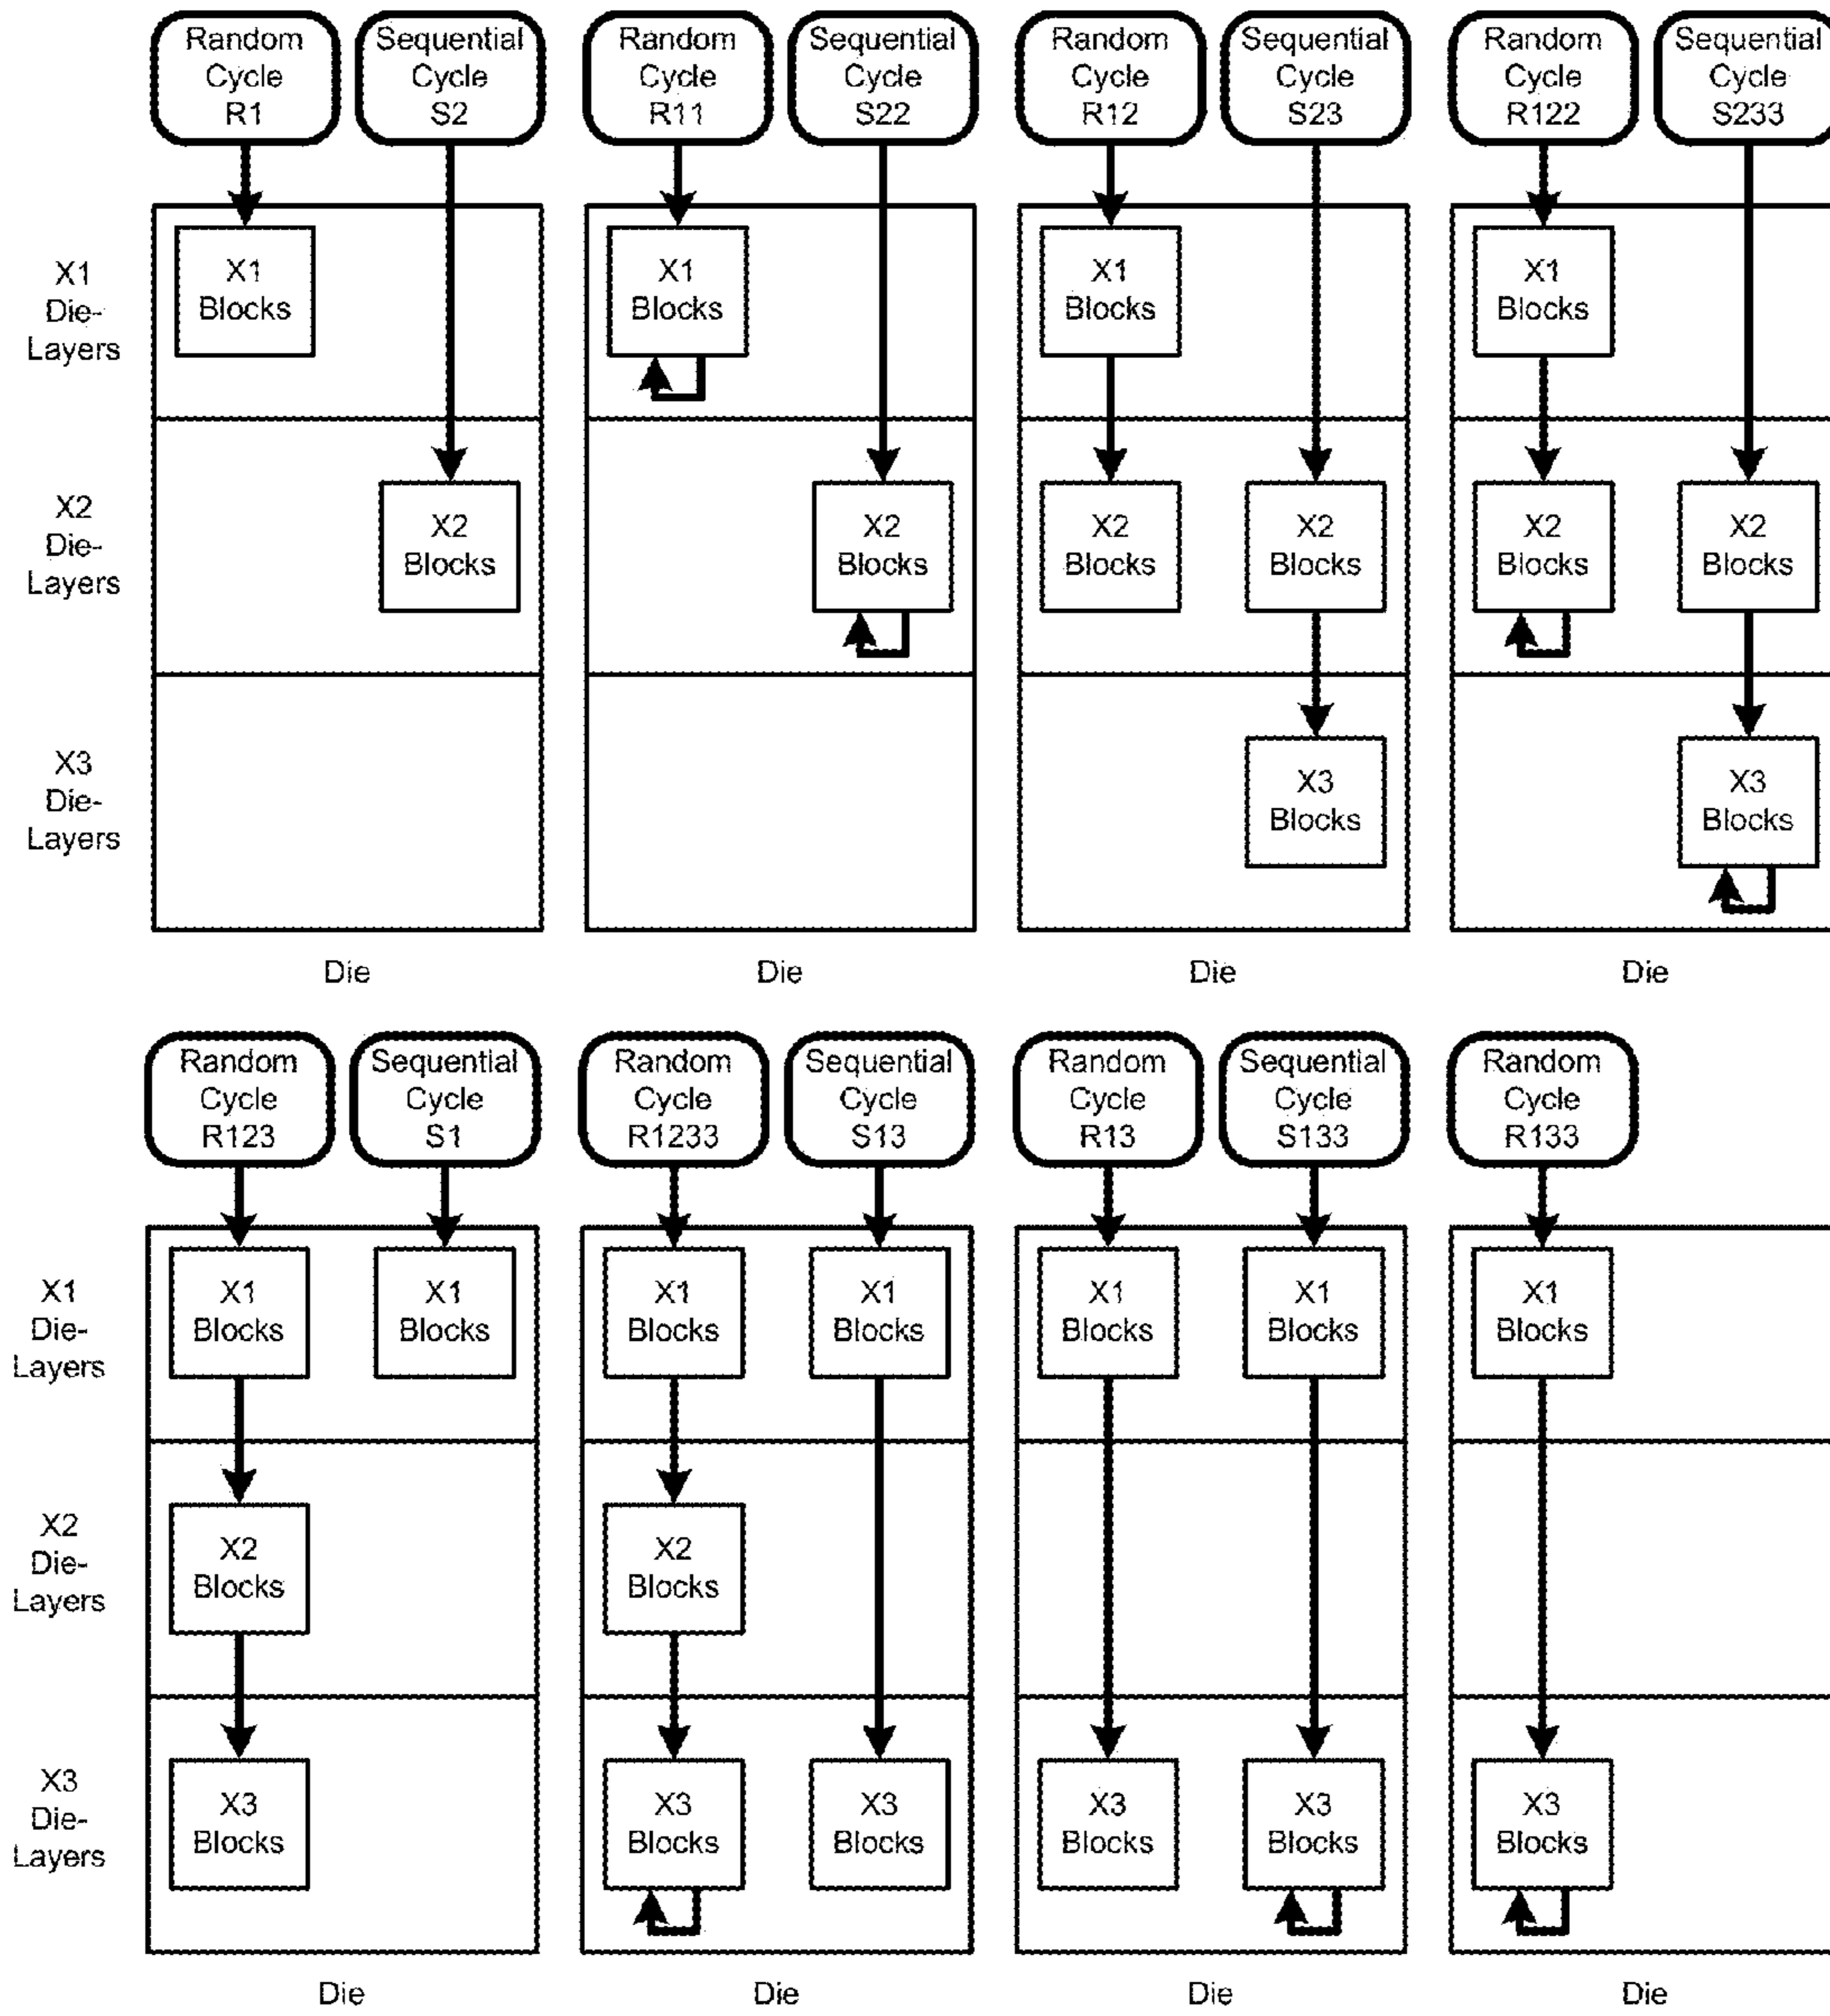 Random
Cycle
R1
Sequential
Cycle
S2
Random
Cycle
R11
Sequential
Cycle
S22
Random
Cycle
R12
Sequential
Cycle
S23
Random
Cycle
R122
Sequential
Cycle
S233
X1
Die-
Layers
X1
Blocks
X1
Blocks
X1
Blocks
X1
Blocks
X2
Die-
Layers
X2
Blocks
X2
Blocks
X2
Blocks
X2
Blocks
X2
Blocks
X2
Blocks
X3
Die-
Layers
X3
Blocks
X3
Blocks
Die
Die
Die
Die
Random
Cycle
R123
Sequential
Cycle
S1
Random
Cycle
R1233
Sequential
Cycle
S13
Random
Cycle
R13
Sequential
Cycle
S133
Random
Cycle
R133
X1
Die-
Layers
X1
Blocks
X1
Blocks
X1
Blocks
X1
Blocks
X1
Blocks
X1
Blocks
X1
Blocks
X2
Die-
Layers
X2
Blocks
X2
Blocks
X3
Die-
Layers
X3
Blocks
X3
Blocks
X3
Blocks
X3
Blocks
X3
Blocks
X3
Blocks
Die
Die
Die
Die